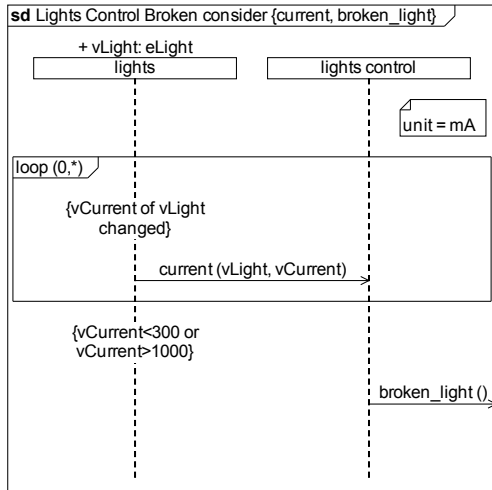 sd Lights Control Broken consider {current, broken_light}
+ vLight: eLight
lights
lights control
unit = mA
loop (0,*)
{vCurrent of vLight
changed}
current (vLight, vCurrent)
{vCurrent<300 or
vCurrent>1000}
broken_light ()